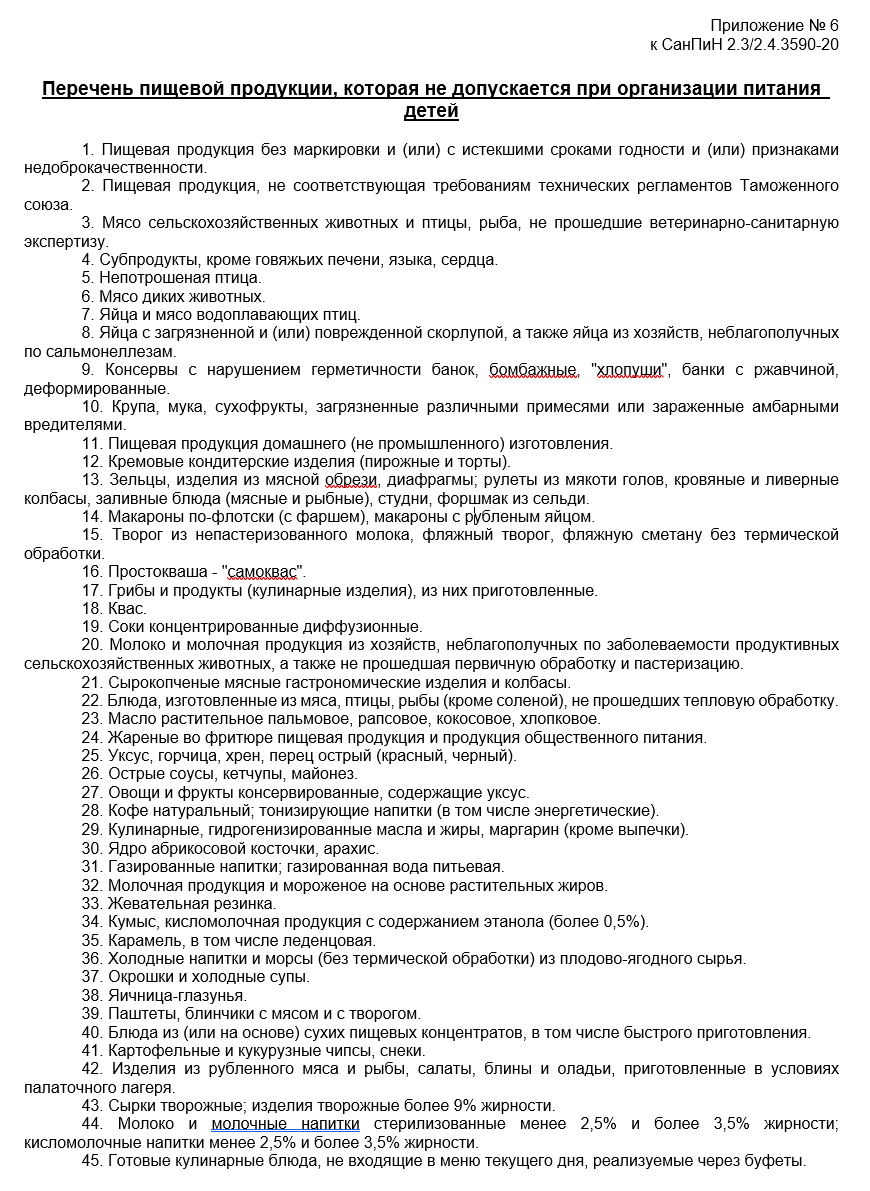 Приложение № 6
к СанПиН 2.3/2.4.3590-20
Перечень пищевой продукции, которая не допускается при организации питания
детей
1. Пищевая продукция без маркировки и (или) с истекшими сроками годности и (или) признаками
недоброкачественности.
2. Пищевая продукция, не соответствующая требованиям технических регламентов Таможенного
союза.
3. Мясо сельскохозяйственных животных и птицы, рыба, не прошедшие ветеринарно-санитарную
экспертизу.
4. Субпродукты, кроме говяжьих печени, языка, сердца.
5. Непотрошеная птица.
6. Мясо диких животных.
7. Яйца и мясо водоплавающих птиц.
8. Яйца с загрязненной и (или) поврежденной скорлупой, а также яйца из хозяйств, неблагополучных
по сальмонеллезам.
9. Консервы с нарушением герметичности банок, бомбажные, "хлопуши", банки с ржавчиной,
деформированные.
10. Крупа, мука, сухофрукты, загрязненные различными примесями или зараженные амбарными
вредителями.
11. Пищевая продукция домашнего (не промышленного) изготовления.
12. Кремовые кондитерские изделия (пирожные и торты).
13. Зельцы, изделия из мясной обрези, диафрагмы; рулеты из мякоти голов, кровяные и ливерные
колбасы, заливные блюда (мясные и рыбные), студни, форшмак из сельди.
14. Макароны по-флотски (с фаршем), макароны с рубленым яйцом.
15. Творог из непастеризованного молока, фляжный творог, фляжную сметану без термической
обработки.
16. Простокваша - "самоквас".
17. Грибы и продукты (кулинарные изделия), из них приготовленные.
18. Квас.
19. Соки концентрированные диффузионные.
20. Молоко и молочная продукция из хозяйств, неблагополучных по заболеваемости продуктивных
сельскохозяйственных животных, а также не прошедшая первичную обработку и пастеризацию.
21. Сырокопченые мясные гастрономические изделия и колбасы.
22. Блюда, изготовленные из мяса, птицы, рыбы (кроме соленой), не прошедших тепловую обработку.
23. Масло растительное пальмовое, рапсовое, кокосовое, хлопковое.
24. Жареные во фритюре пищевая продукция и продукция общественного питания.
25. Уксус, горчица, хрен, перец острый (красный, черный).
26. Острые соусы, кетчупы, майонез.
27. Овощи и фрукты консервированные, содержащие уксус.
28. Кофе натуральный; тонизирующие напитки (в том числе энергетические).
29. Кулинарные, гидрогенизированные масла и жиры, маргарин (кроме выпечки).
30. Ядро абрикосовой косточки, арахис.
31. Газированные напитки; газированная вода питьевая.
32. Молочная продукция и мороженое на основе растительных жиров.
33. Жевательная резинка.
34. Кумыс, кисломолочная продукция с содержанием этанола (более 0,5%).
35. Карамель, в том числе леденцовая.
36. Холодные напитки и морсы (без термической обработки) из плодово-ягодного сырья.
37. Окрошки и холодные супы.
38. Яичница-глазунья.
39. Паштеты, блинчики с мясом и с творогом.
40. Блюда из (или на основе) сухих пищевых концентратов, в том числе быстрого приготовления.
41. Картофельные и кукурузные чипсы, снеки.
42. Изделия из рубленного мяса и рыбы, салаты, блины и оладьи, приготовленные в условиях
палаточного лагеря.
43. Сырки творожные; изделия творожные более 9% жирности.
44. Молоко и молочные напитки стерилизованные менее 2,5% и более 3,5% жирности;
кисломолочные напитки менее 2,5% и более 3,5% жирности.
45. Готовые кулинарные блюда, не входящие в меню текущего дня, реализуемые через буфеты.